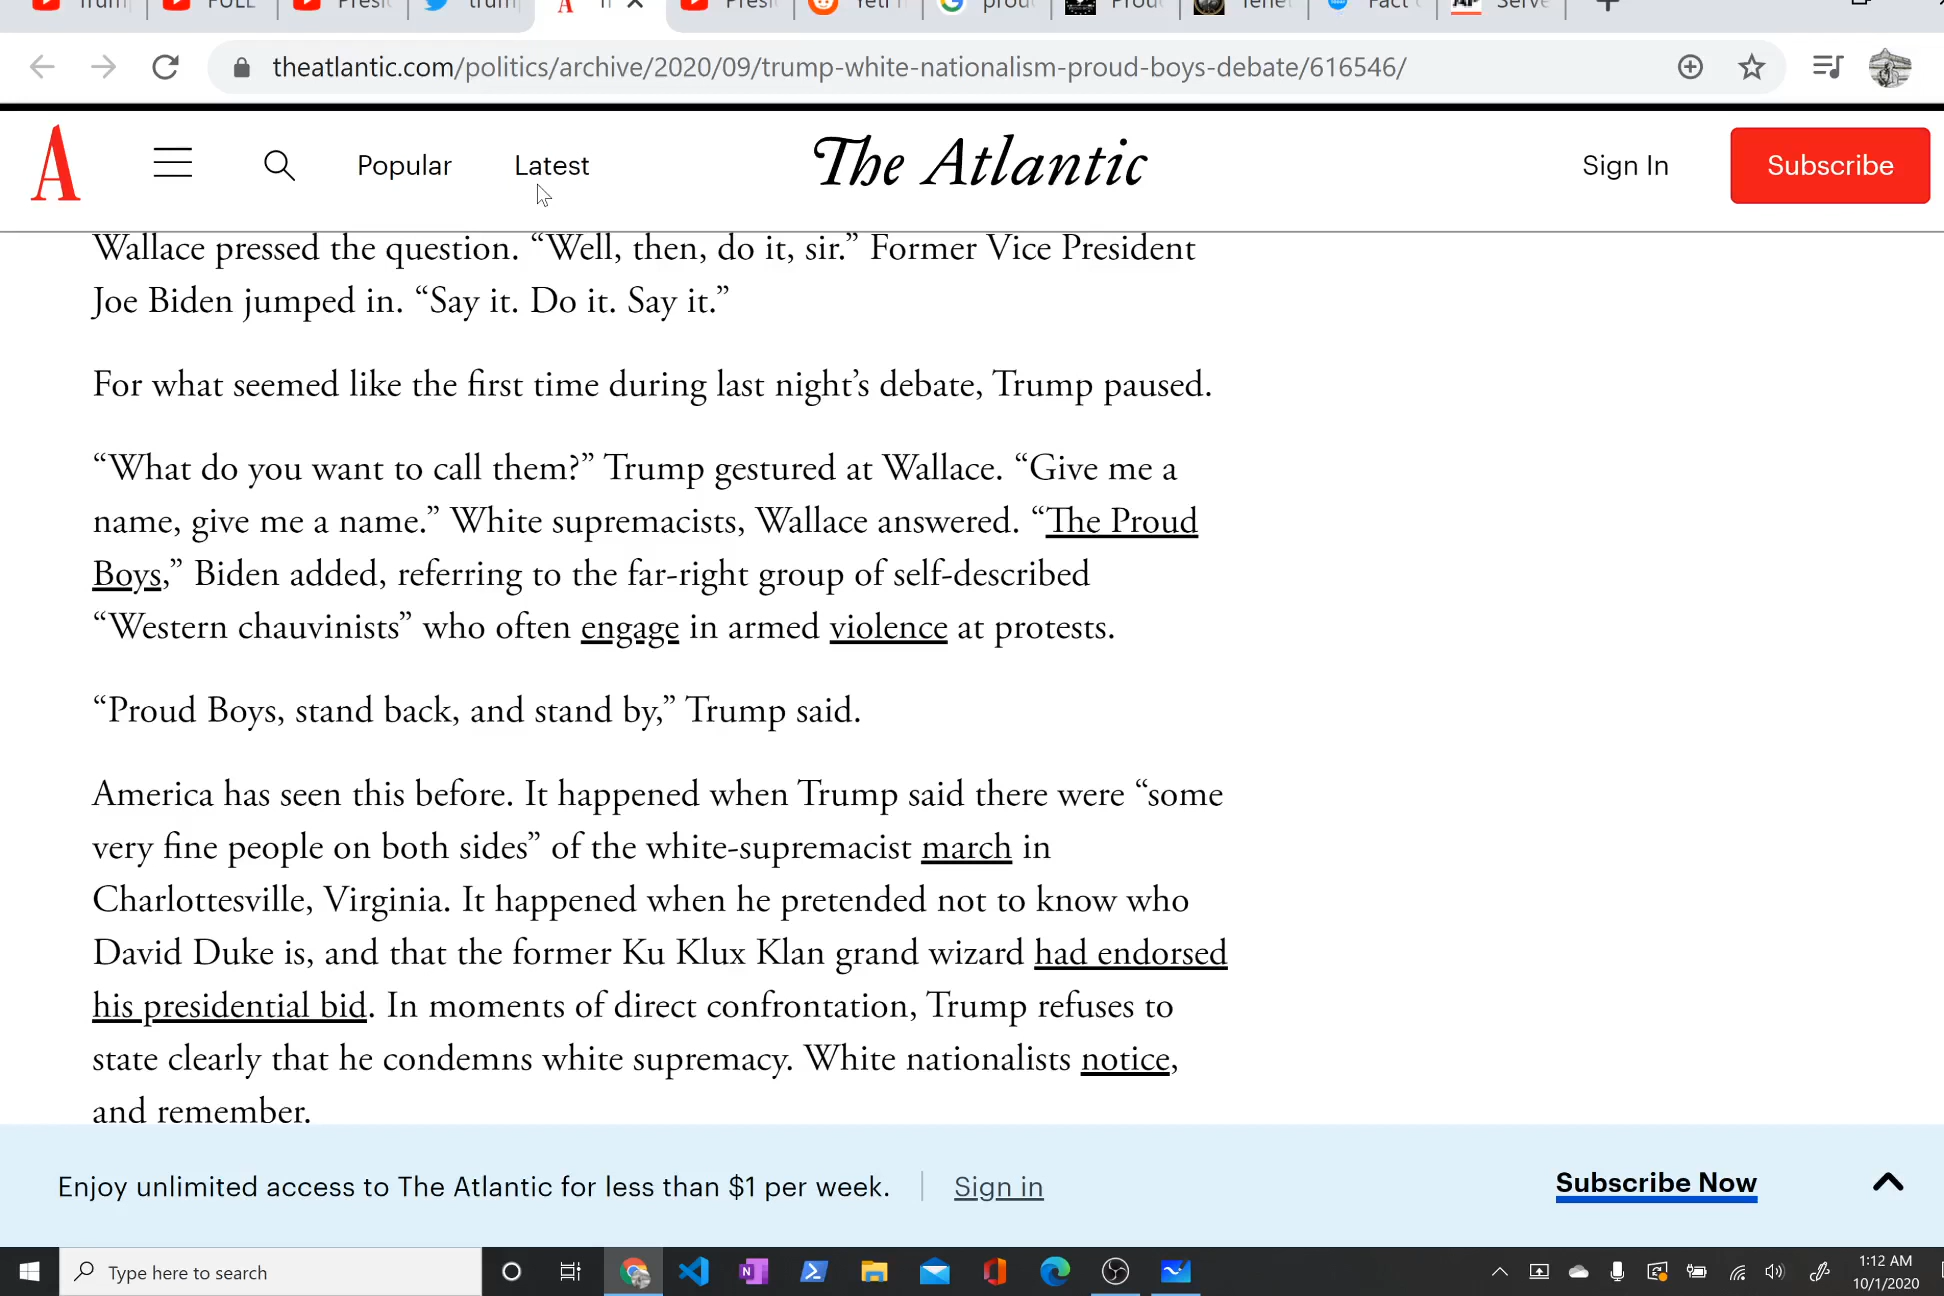 FULL
theatlantic.com/politics/archive/2020/09/trump-white-nationalism-proud-boys-debate/616546/
A
Popular
Latest
The Atlantic
Sign In
Subscribe
Wallace pressed the question. “Well, then, do it, sir.” Former Vice President
Joe Biden jumped in. “Say it. Do it. Say it.”
For what seemed like the first time during last night’s debate, Trump paused.
“What do you want to call them?” Trump gestured at Wallace. “Give me a
name, give me a name.” White supremacists, Wallace answered. “The Proud
Boys,” Biden added, referring to the far-right group of self-described
“Western chauvinists” who often engage in armed violence at protests.
“Proud Boys, stand back, and stand by,” Trump said.
America has seen this before. It happened when Trump said there were “some
very fine people on both sides” of the white-supremacist march in
Charlottesville, Virginia. It happened when he pretended not to know who
David Duke is, and that the former Ku Klux Klan grand wizard had endorsed
his presidential bid. In moments of direct confrontation, Trump refuses to
state clearly that he condemns white supremacy. White nationalists notice,
and remember.
Enjoy unlimited access to The Atlantic for less than $1 per week.
Sign in
Subscribe Now
Type here to search
1:12 AM
10/1/2020